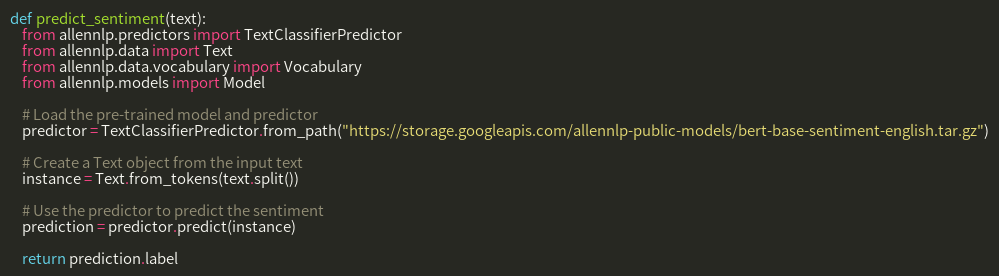 def predict_sentiment(text):
from allennlp.predictors import TextClassifierPredictor
from allennlp.data import Text
from allennlp.data.vocabulary import Vocabulary
from allennlp.models import Model
# Load the pre-trained model and predictor
predictor = TextClassifierPredictor.from_path("https://storage.googleapis.com/allennlp-public-models/bert-base-sentiment-english.tar.gz")
# Create a Text object from the input text
instance = Text.from_tokens(text.split())
# Use the predictor to predict the sentiment
prediction = predictor.predict(instance)
return prediction.label